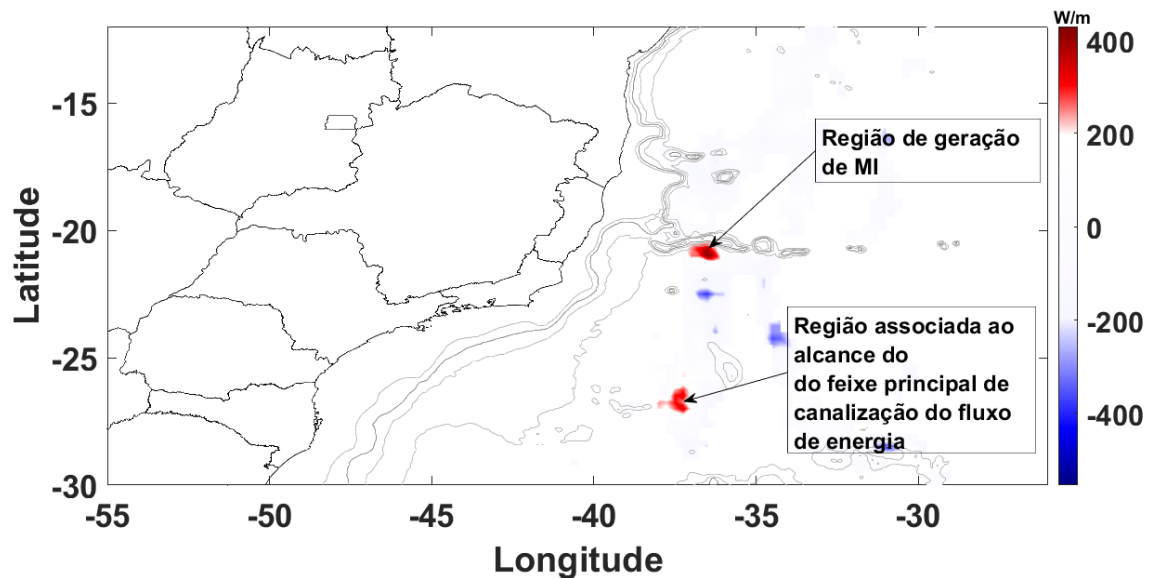 W/m
400
200
0
-200
-400
-15
-20
-25
-30
Latitude
Região de geração
de MI
Região associada ao
alcance do
do feixe principal de
canalização do fluxo
de energia
-55
-50
-45
-40
-35
-30
Longitude